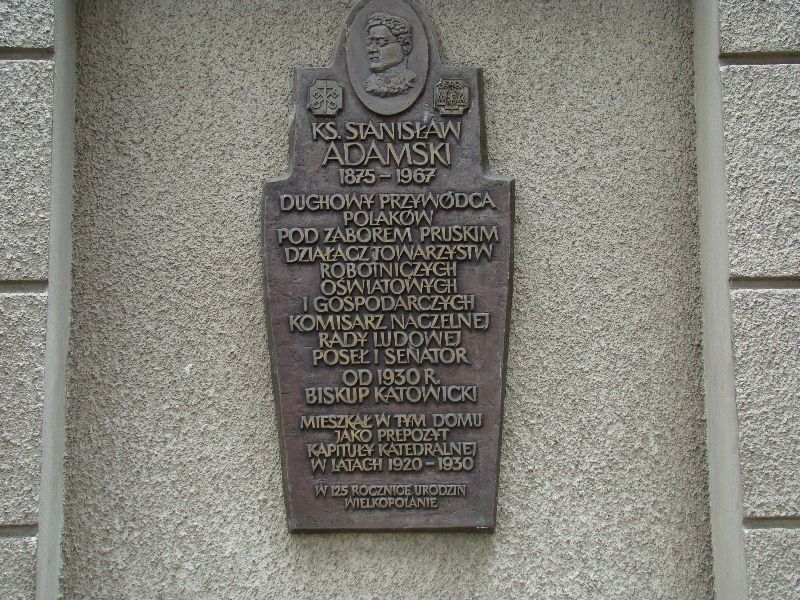 KS. STANISŁAW
ADAMSKI
1875 – 1967
DUCHOWY PRZYWÓDCA
POLAKÓW
POD ZABOREM PRUSKIM
DZIAŁACZ TOWARZYSTW
ROBOTNICZYCH
OŚWIATOWYCH
I GOSPODARCZYCH
KOMISARZ NACZELNEJ
RADY LUDOWEJ
POSEŁ I SENATOR
OD 1930 R.
BISKUP KATOWICKI
MIESZKAŁ W TYM DOMU
JAKO PREPOZYT
KAPITUŁY KATEDRALNEJ
W LATACH 1920 – 1930
W 125 ROCZNICĘ URODZIN
WIELKOPOLANIE